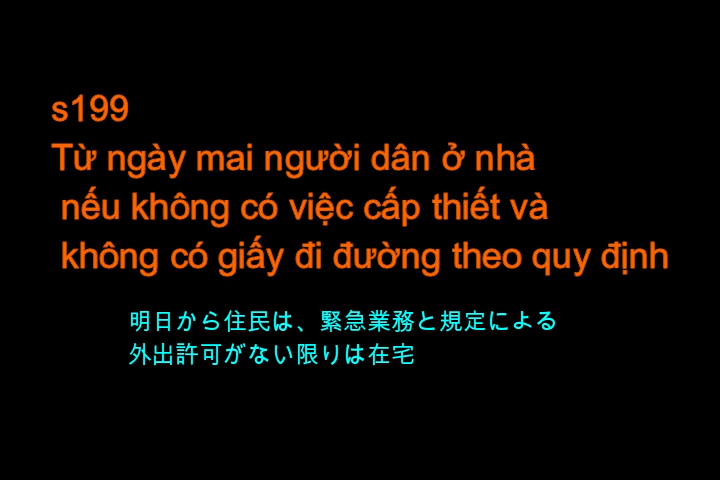 s199
Từ ngày mai người dân ở nhà
nếu không có việc cấp thiết và
không có giấy đi đường theo quy định
明日から住民は、緊急業務と規定による
外出許可がない限りは在宅